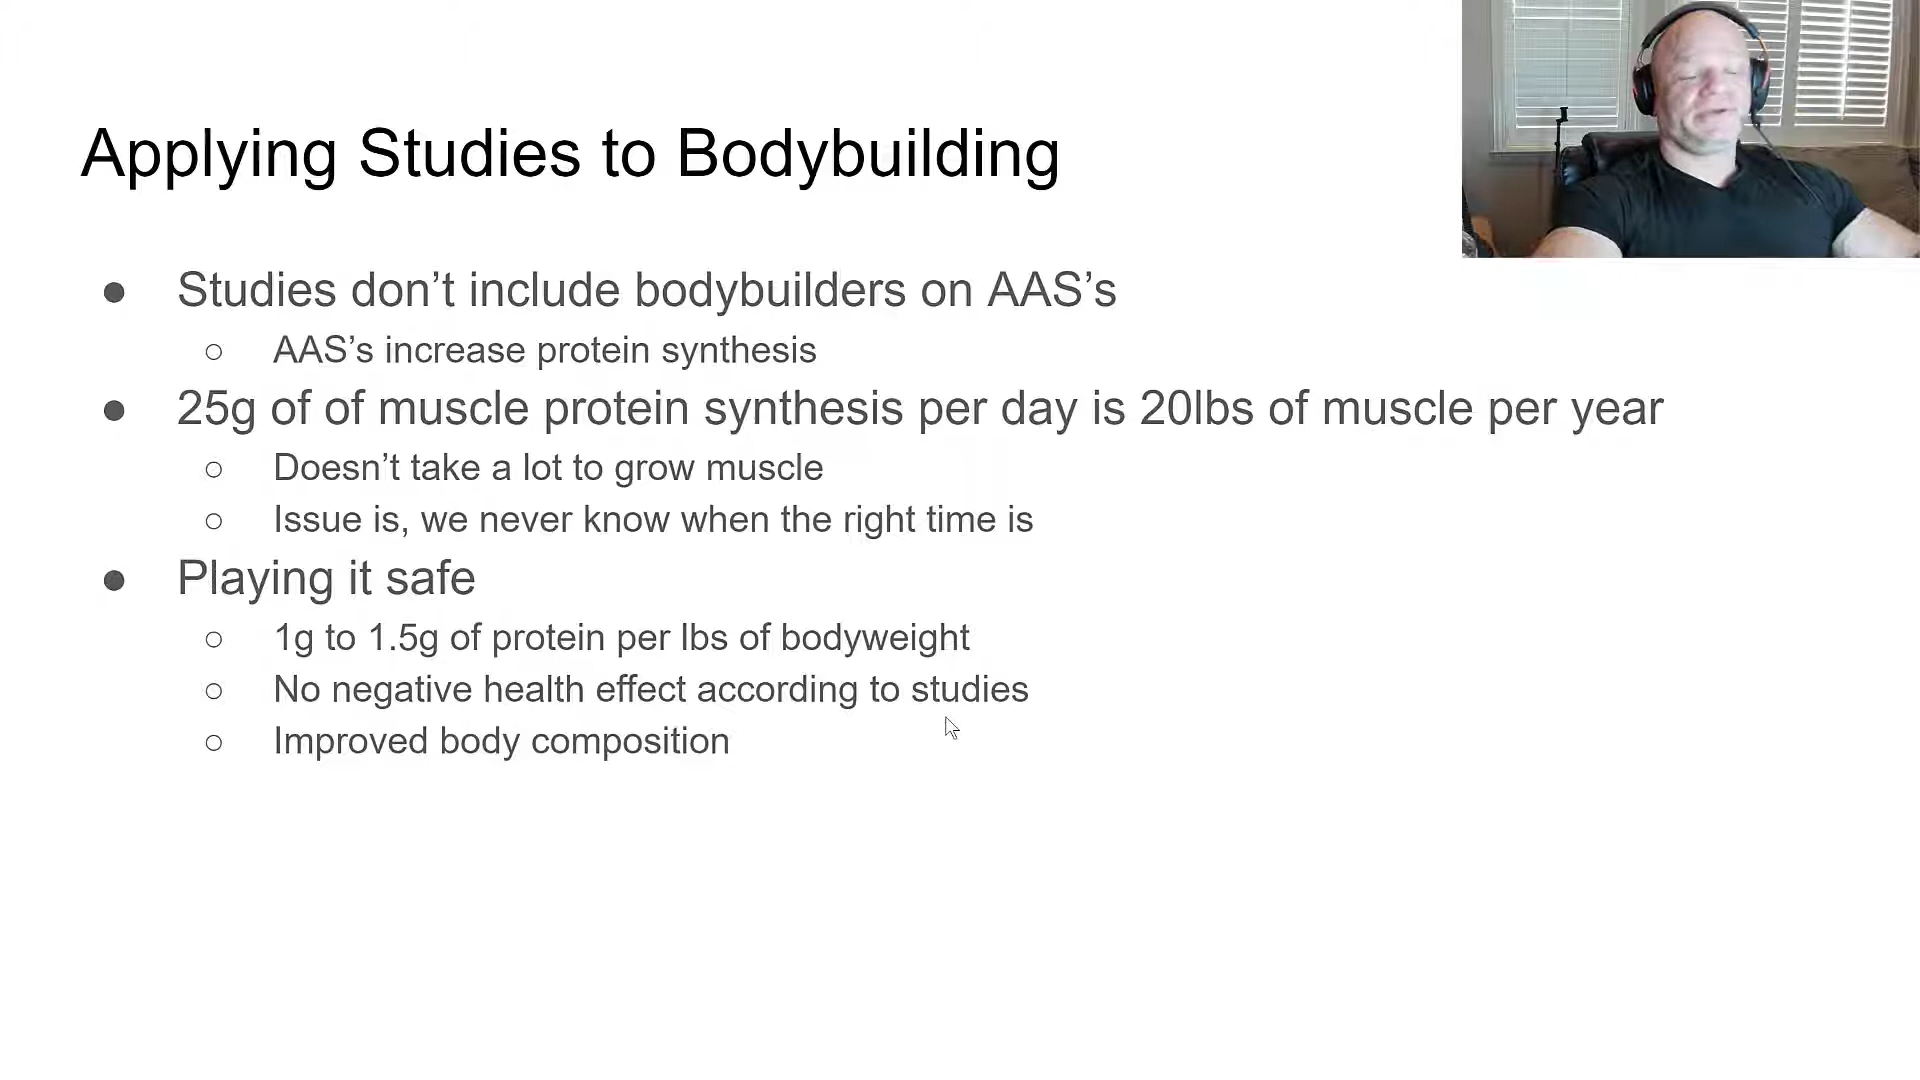 Applying Studies to Bodybuilding
● Studies don’t include bodybuilders on AAS’s
○ AAS’s increase protein synthesis
● 25g of of muscle protein synthesis per day is 20lbs of muscle per year
○ Doesn’t take a lot to grow muscle
○ Issue is, we never know when the right time is
● Playing it safe
○ 1g to 1.5g of protein per lbs of bodyweight
○ No negative health effect according to studies
○ Improved body composition